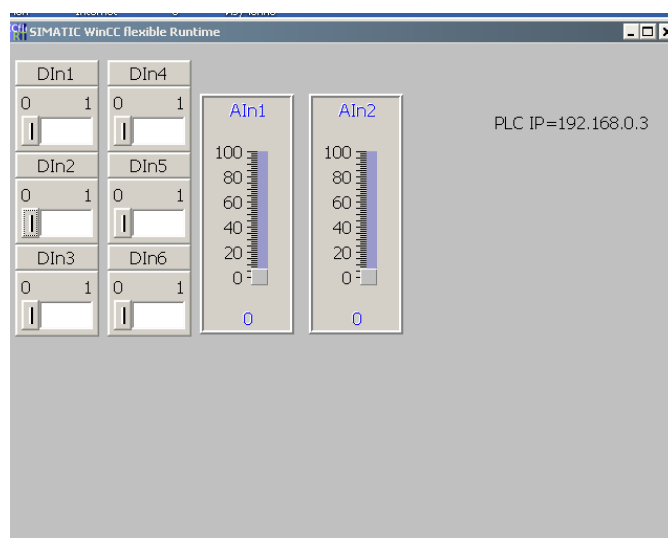 SIMATIC WinCC flexible Runtime
DIn1 DIn4
0 1 0 1
AIn1 AIn2
PLC IP=192.168.0.3
DIn2 DIn5
0 1 0 1
DIn3 DIn6
0 1 0 1
100 100
80 80
60 60
40 40
20 20
0 0
0 0